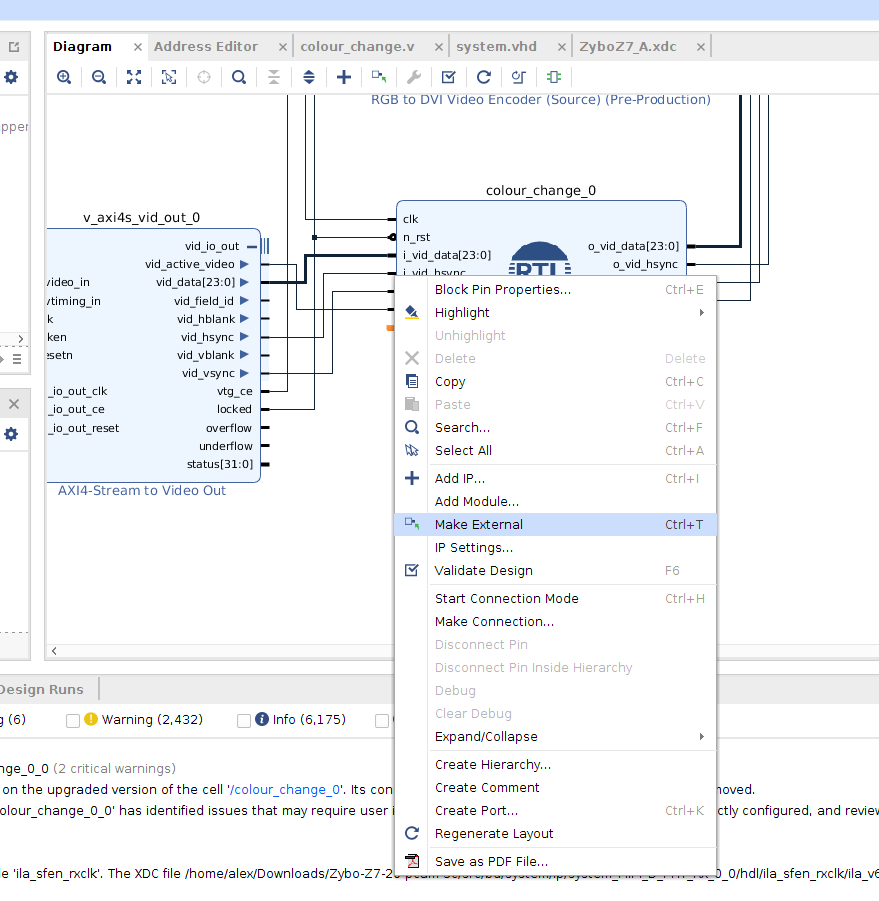 Diagram × Address Editor × colour_change.v × system.vhd × ZyboZ7_A.xdc ×
RGB to DVI Video Encoder (Source) (Pre-Production)
pper
v_axi4s_vid_out_0
vid_io_out
vid_active_video
video_in vid_data[23:0]
vtiming_in vid_field_id
k vid_hblank
ken vid_hsync
esetn vid_vblank
vid_vsync
_io_out_clk vtg_ce
_io_out_ce locked
_io_out_reset overflow
underflow
status[31:0]
AXI4-Stream to Video Out
colour_change_0
clk
n_rst
i_vid_data[23:0]
i_vid_hsync
RTL
o_vid_data[23:0]
o_vid_hsync
Block Pin Properties... Ctrl+E
Highlight
Unhighlight
Delete Delete
Copy Ctrl+C
Paste Ctrl+V
Search... Ctrl+F
Select All Ctrl+A
Add IP... Ctrl+I
Add Module...
Make External Ctrl+T
IP Settings...
Validate Design F6
Start Connection Mode Ctrl+H
Make Connection...
Disconnect Pin
Disconnect Pin Inside Hierarchy
Debug
Clear Debug
Expand/Collapse
Create Hierarchy...
Create Comment
Create Port... Ctrl+K
Regenerate Layout
Save as PDF File...
Design Runs
g (6) Warning (2,432) Info (6,175)
nge_0_0 (2 critical warnings)
on the upgraded version of the cell '/colour_change_0'. Its con moved.
olour_change_0_0' has identified issues that may require user i ctly configured, and review
le 'ila_sfen_rxclk'. The XDC file /home/alex/Downloads/Zybo-Z7-20 _0_0/hdl/ila_sfen_rxclk/ila_v6